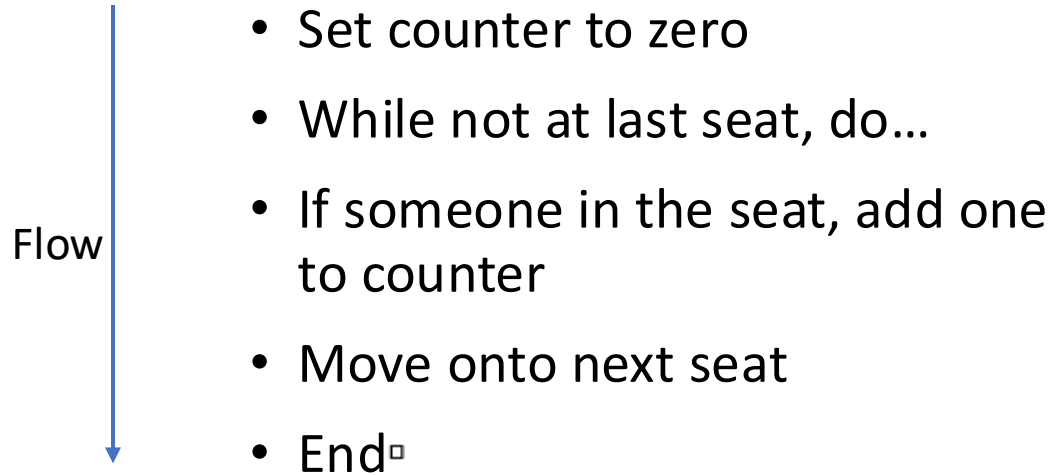 • Set counter to zero
• While not at last seat, do...
• If someone in the seat, add one
to counter
Flow
• Move onto next seat
• End